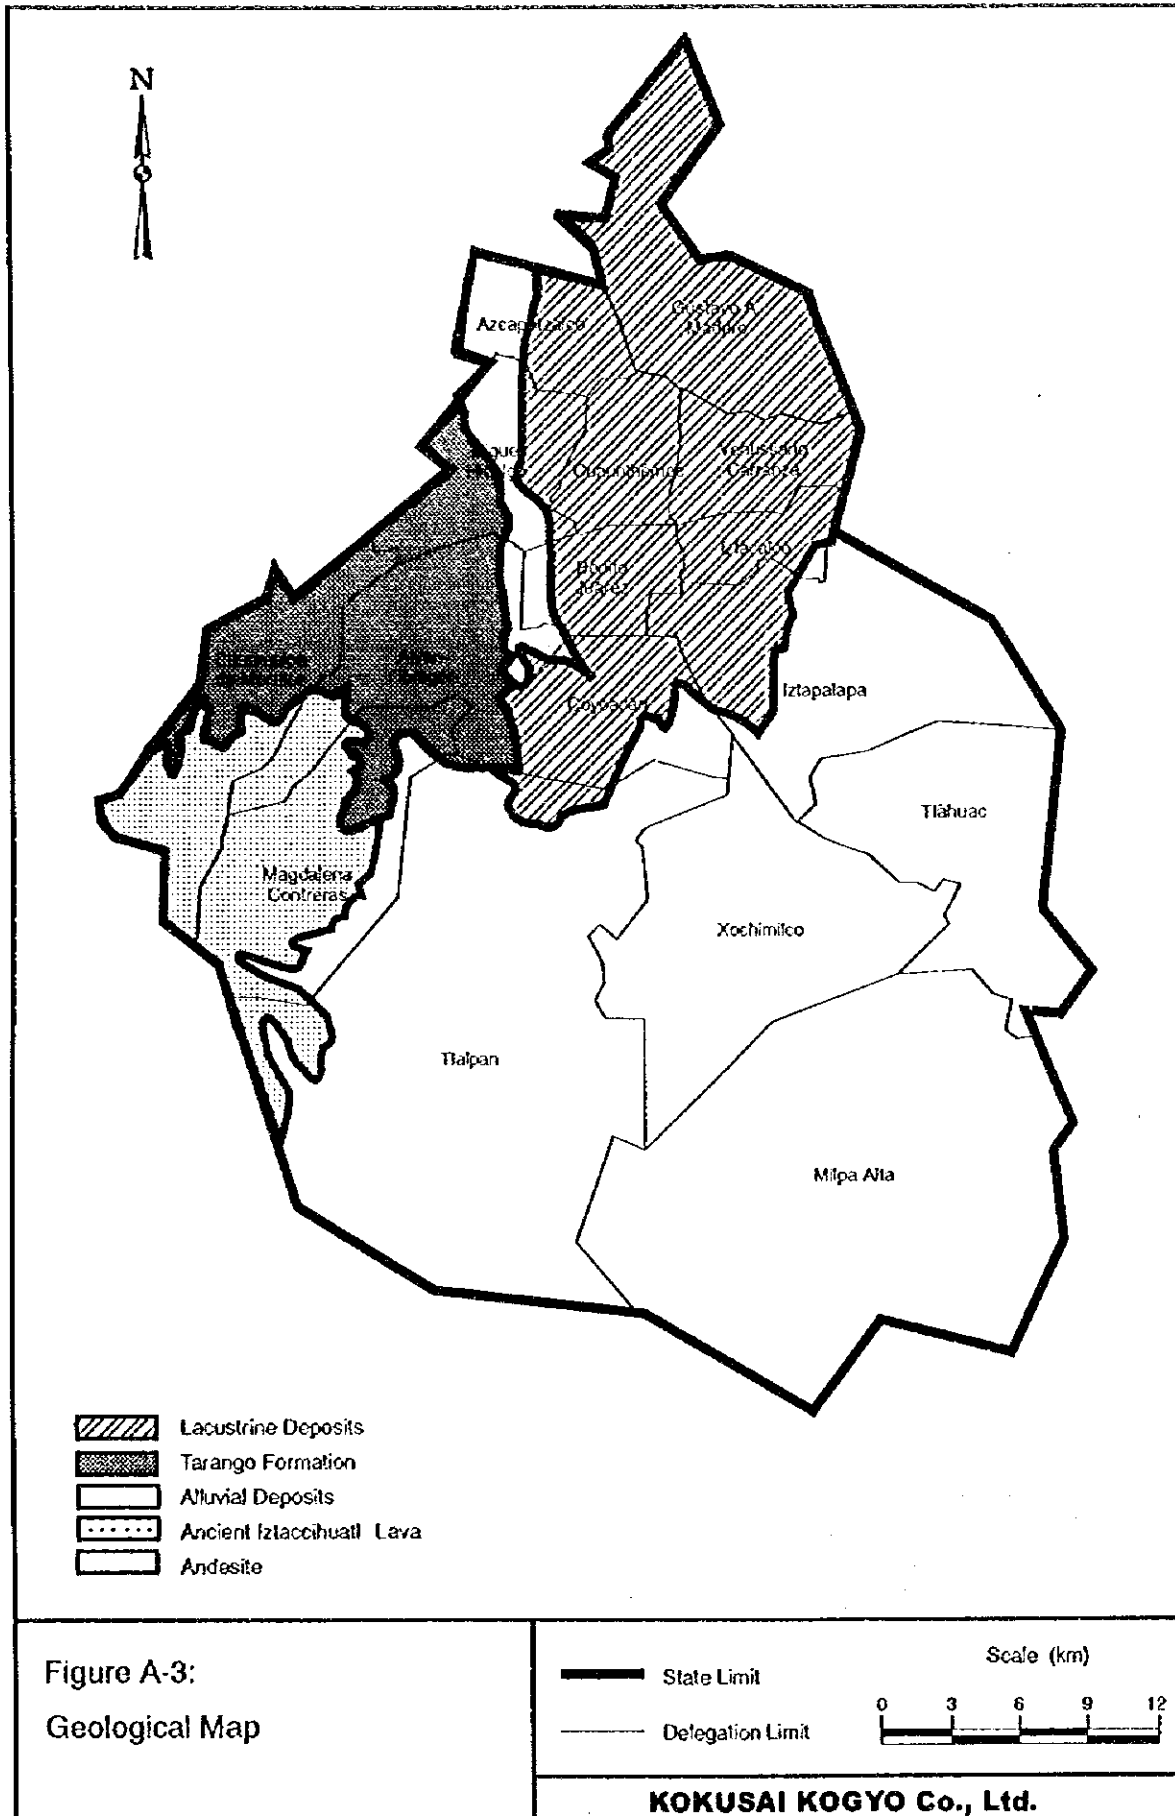 N
Azcapotzalco
Gustavo A.
Madero
Cuauhtémoc
Venustiano
Carranza
Iztacalco
Benito
Juárez
Iztapalapa
Coyoacán
Tláhuac
Magdalena
Contreras
Xochimilco
Tlalpan
Milpa Alta
Lacustrine Deposits
Tarango Formation
Alluvial Deposits
Ancient Iztaccihuatl Lava
Andesite
Figure A-3:
Geological Map
State Limit
Delegation Limit
Scale (km)
0 3 6 9 12
KOKUSAI KOGYO Co., Ltd.